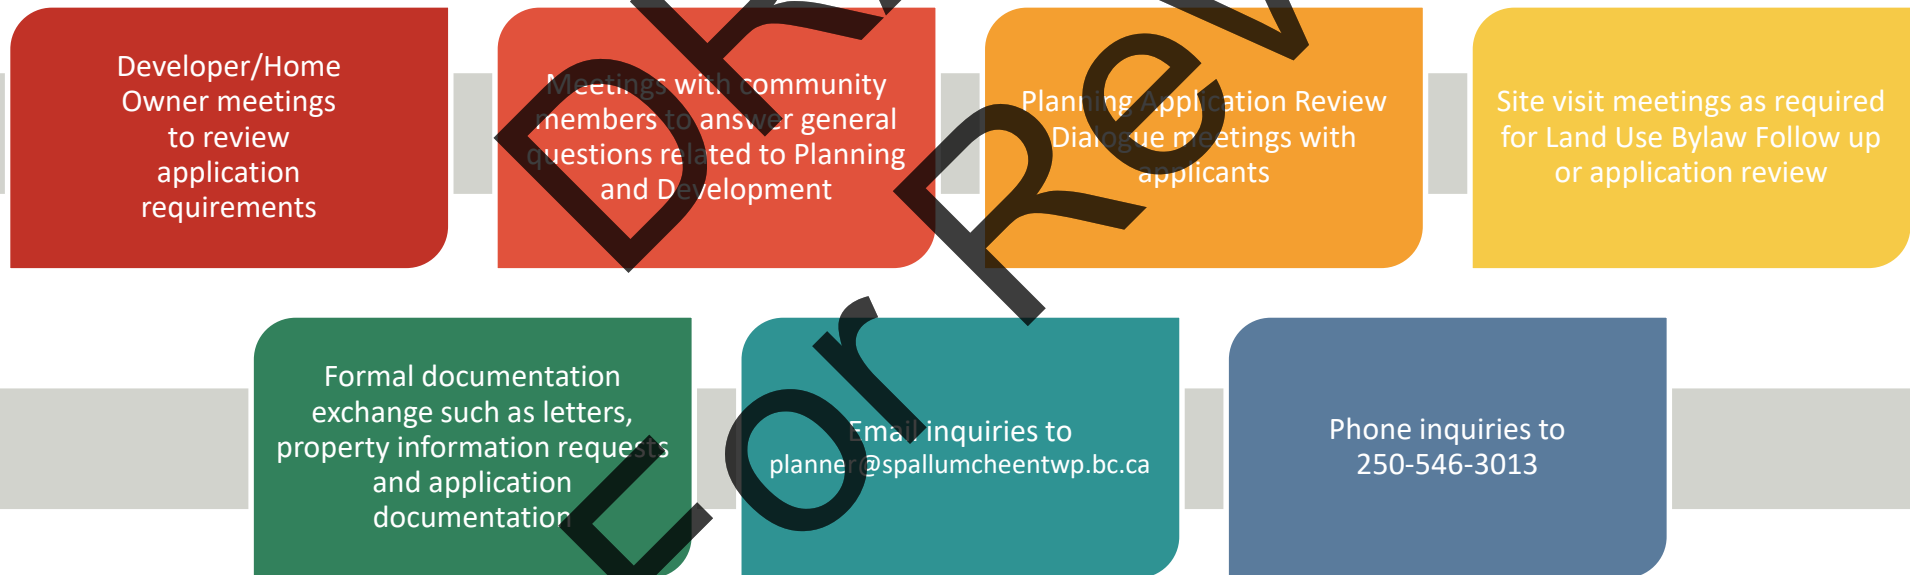 Developer/Home
Owner meetings
to review
application
requirements
Meetings with community
members to answer general
questions related to Planning
and Development
Planning Application Review
Dialogue meetings with
applicants
Site visit meetings as required
for Land Use Bylaw Follow up
or application review
Formal documentation
exchange such as letters,
property information requests
and application
documentation
Email inquiries to
planner@spallumcheentwp.bc.ca
Phone inquiries to
250-546-3013
For